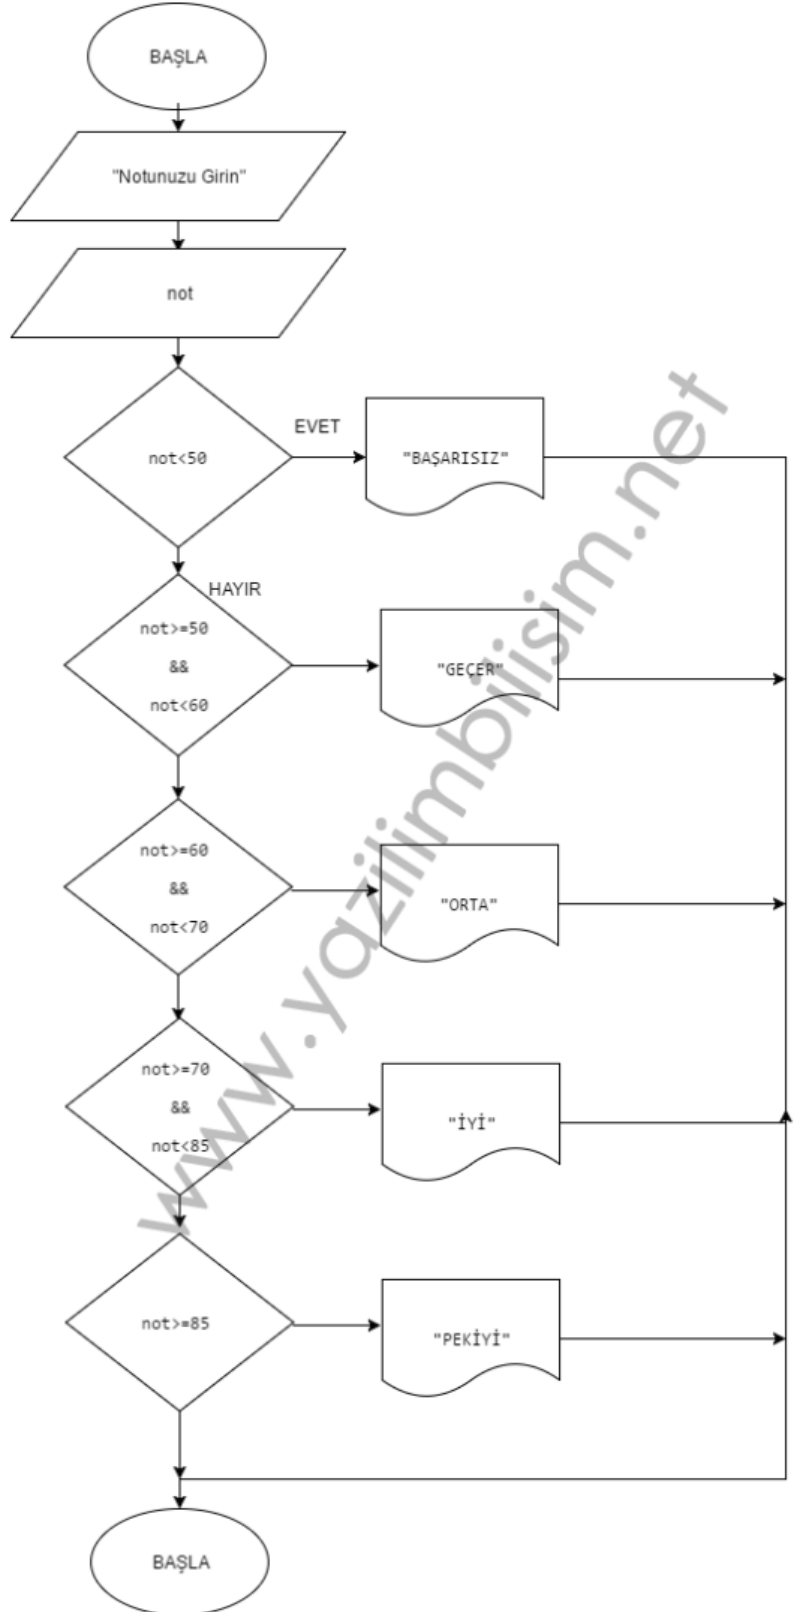 BAŞLA
"Notunuzu Girin"
not
not<50
EVET
"BAŞARISIZ"
HAYIR
not>=50
&&
not<60
"GEÇER"
not>=60
&&
not<70
"ORTA"
not>=70
&&
not<85
"İYİ"
not>=85
"PEKİYİ"
BAŞLA
www.yazilimbilisim.net